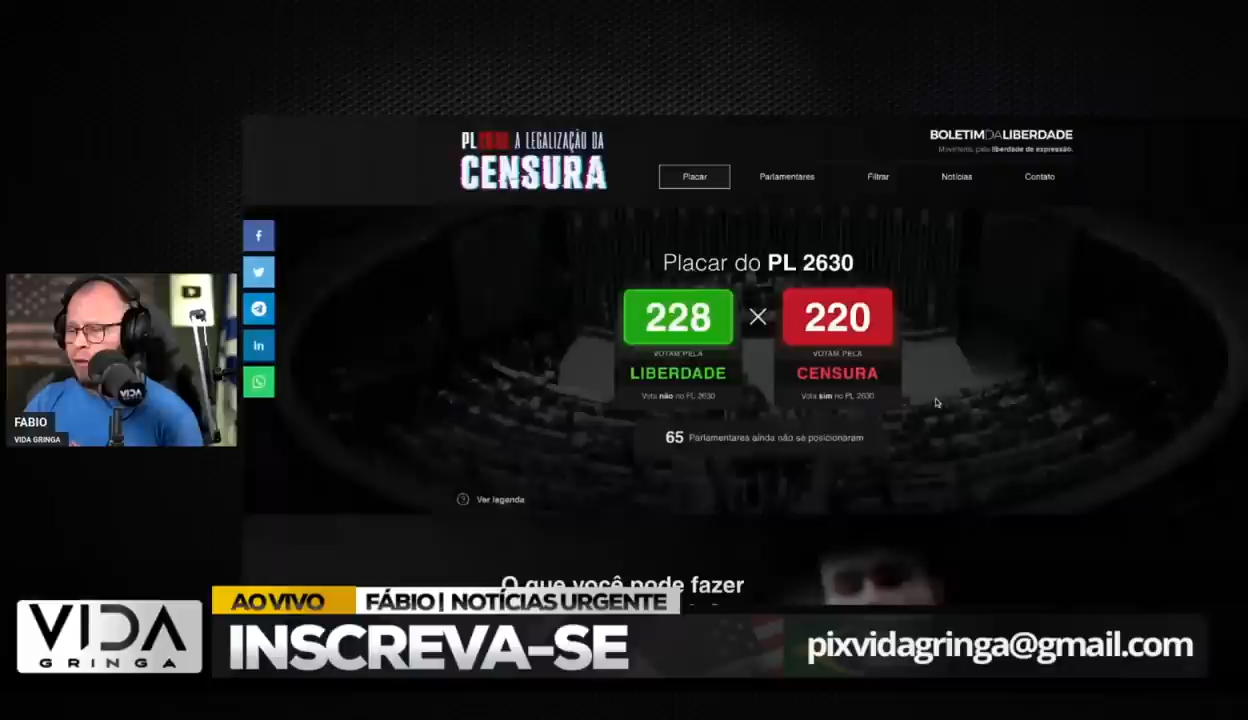 PL 2630 A LEGALIZAÇÃO DA
CENSURA
BOLETIMDALIBERDADE
Movimento pela liberdade de expressão.
Placar
Parlamentares
Filtrar
Notícias
Contato
Placar do PL 2630
228 × 220
VOTAM PELA
LIBERDADE
Vota não no PL 2630
VOTAM PELA
CENSURA
Vota sim no PL 2630
65 Parlamentares ainda não se posicionaram
? Ver legenda
VIDA
FABIO
VIDA GRINGA
O que você pode fazer
AO VIVO
FÁBIO | NOTÍCIAS URGENTE
VIDA
GRINGA
INSCREVA-SE
pixvidagringa@gmail.com